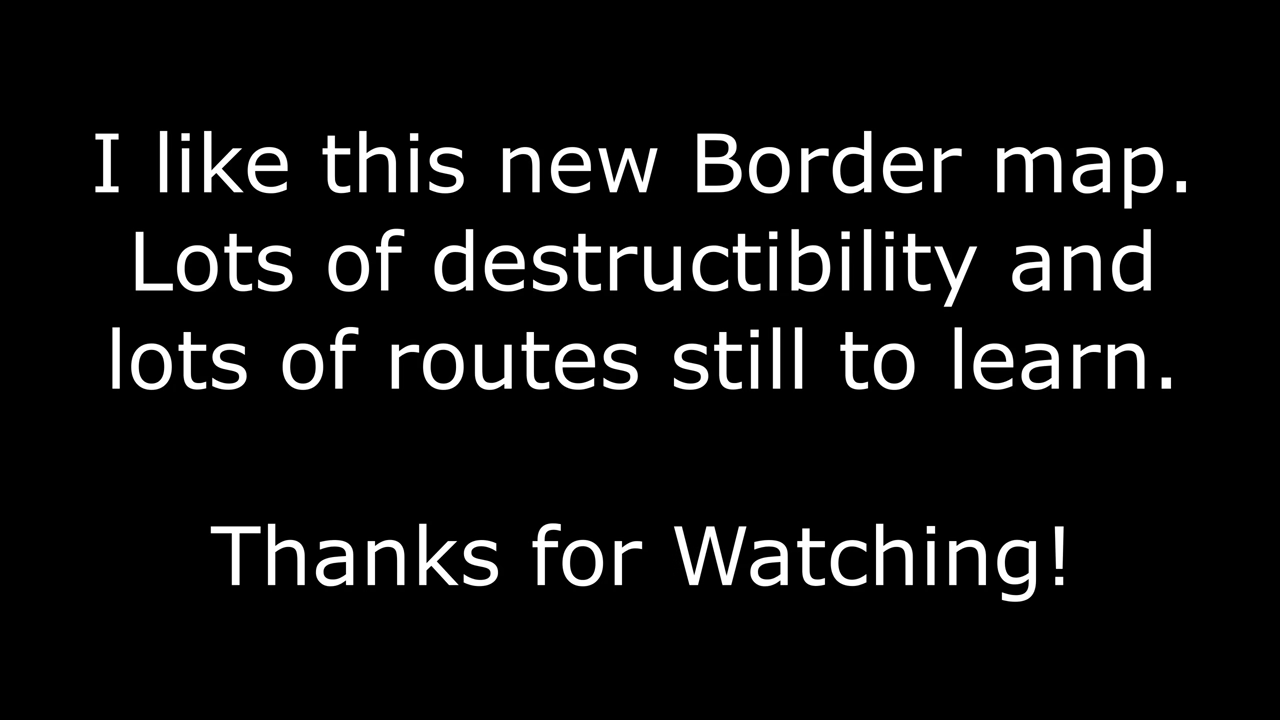 I like this new Border map.
Lots of destructibility and
lots of routes still to learn.
Thanks for Watching!